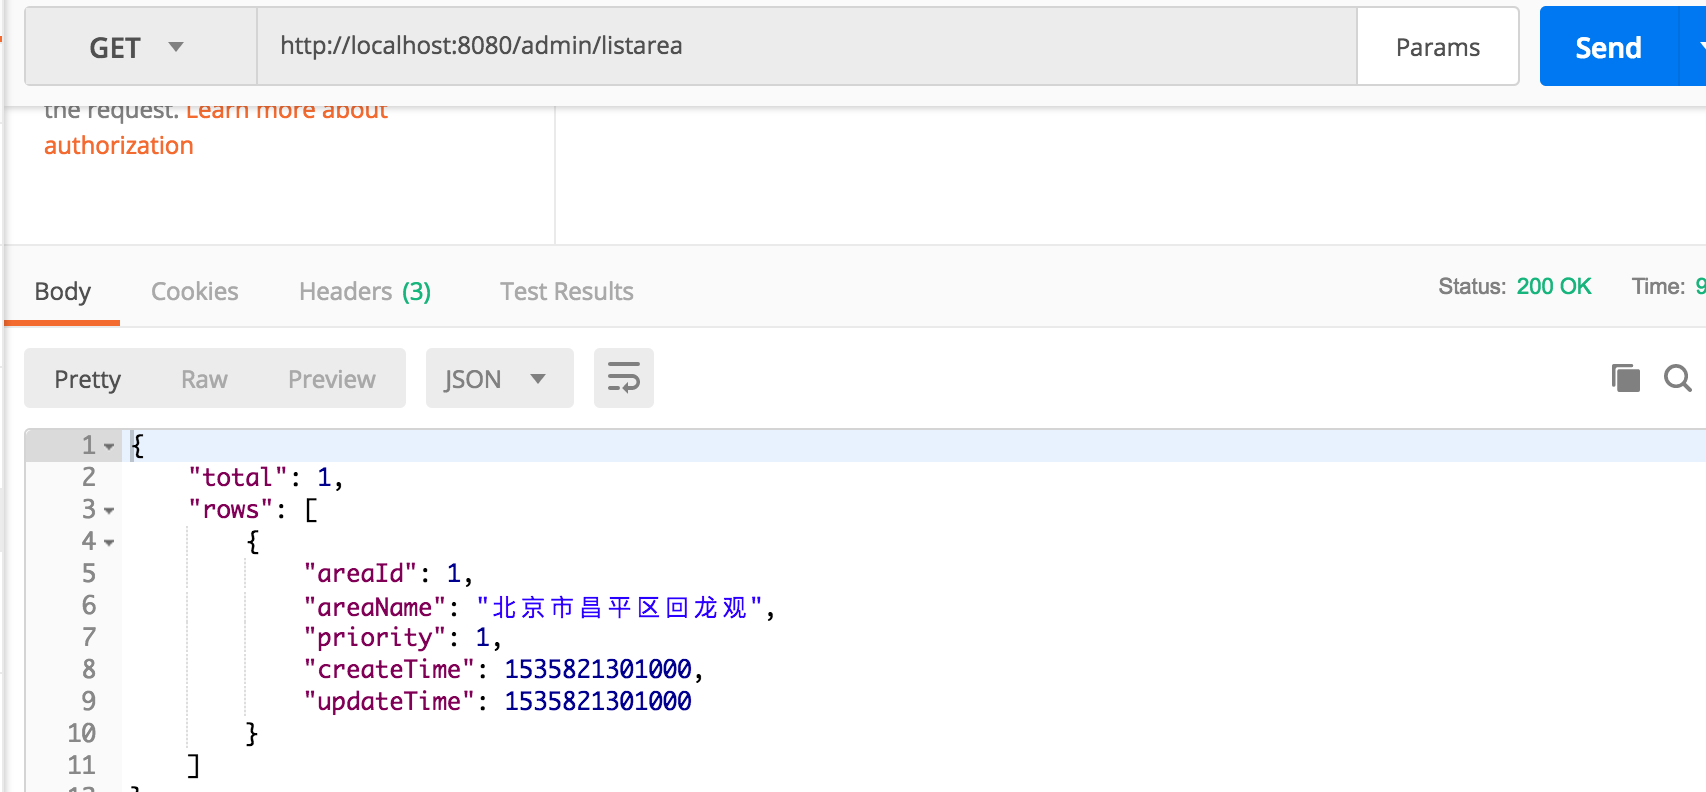 GET http://localhost:8080/admin/listarea Params Send
the request. Learn more about
authorization
Body Cookies Headers (3) Test Results Status: 200 OK Time: 9
Pretty Raw Preview JSON
1 {
2 "total": 1,
3 "rows": [
4 {
5 "areaId": 1,
6 "areaName": "北京市昌平区回龙观",
7 "priority": 1,
8 "createTime": 1535821301000,
9 "updateTime": 1535821301000
10 }
11 ]
12 }